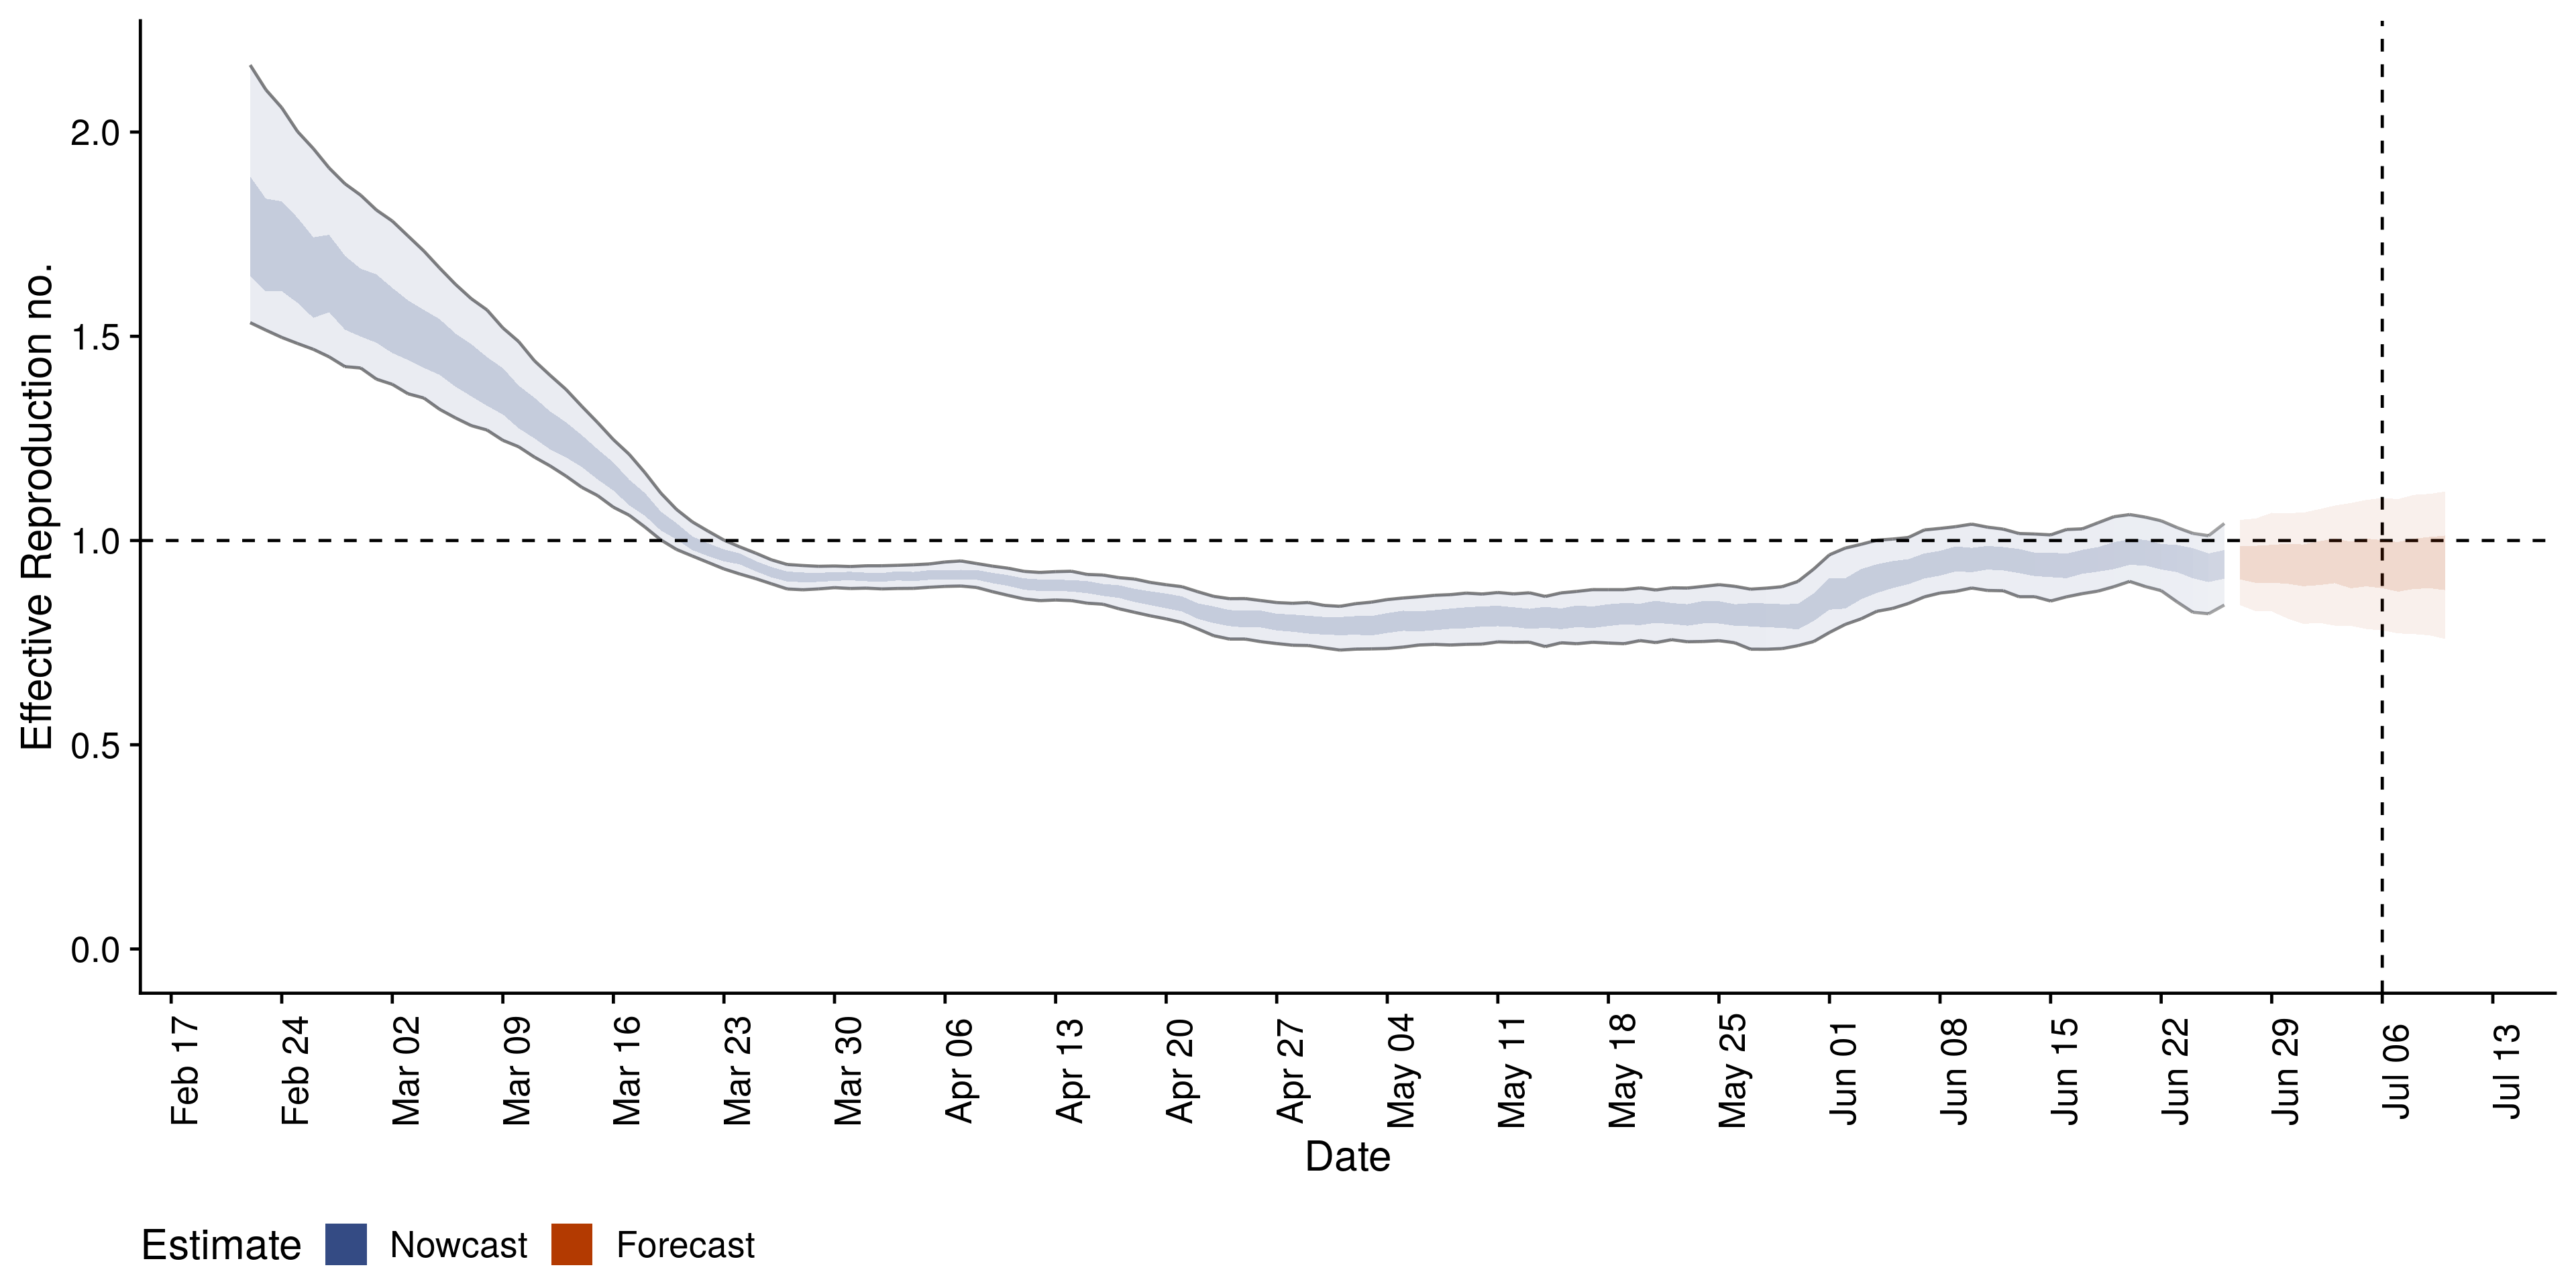 Effective Reproduction no.
2.0
1.5
1.0
0.5
0.0
Feb 17
Feb 24
Mar 02
Mar 09
Mar 16
Mar 23
Mar 30
Apr 06
Apr 13
Apr 20
Apr 27
May 04
May 11
May 18
May 25
Jun 01
Jun 08
Jun 15
Jun 22
Jun 29
Jul 06
Jul 13
Date
Estimate Nowcast Forecast